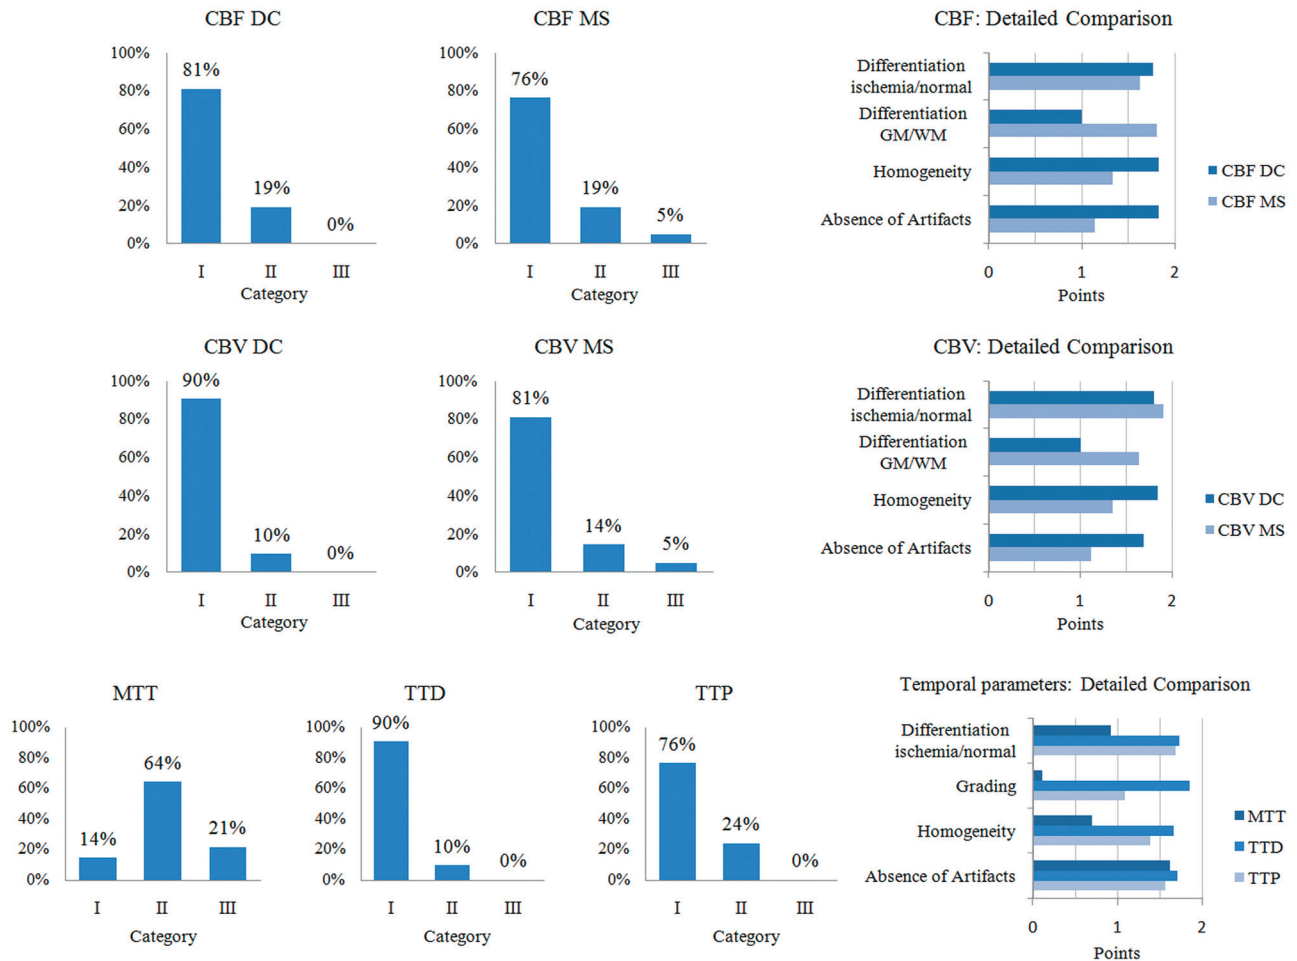 CBF DC
100%
80%
60%
40%
20%
0%
81%
19%
0%
I II III
Category
CBF MS
100%
80%
60%
40%
20%
0%
76%
19%
5%
I II III
Category
CBF: Detailed Comparison
Differentiation
ischemia/normal
Differentiation
GM/WM
Homogeneity
Absence of Artifacts
0 1 2
Points
CBF DC
CBF MS
CBV DC
100%
80%
60%
40%
20%
0%
90%
10%
0%
I II III
Category
CBV MS
100%
80%
60%
40%
20%
0%
81%
14%
5%
I II III
Category
CBV: Detailed Comparison
Differentiation
ischemia/normal
Differentiation
GM/WM
Homogeneity
Absence of Artifacts
0 1 2
Points
CBV DC
CBV MS
MTT
100%
80%
60%
40%
20%
0%
14%
64%
21%
I II III
Category
TTD
100%
80%
60%
40%
20%
0%
90%
10%
0%
I II III
Category
TTP
100%
80%
60%
40%
20%
0%
76%
24%
0%
I II III
Category
Temporal parameters: Detailed Comparison
Differentiation
ischemia/normal
Grading
Homogeneity
Absence of Artifacts
0 1 2
Points
MTT
TTD
TTP